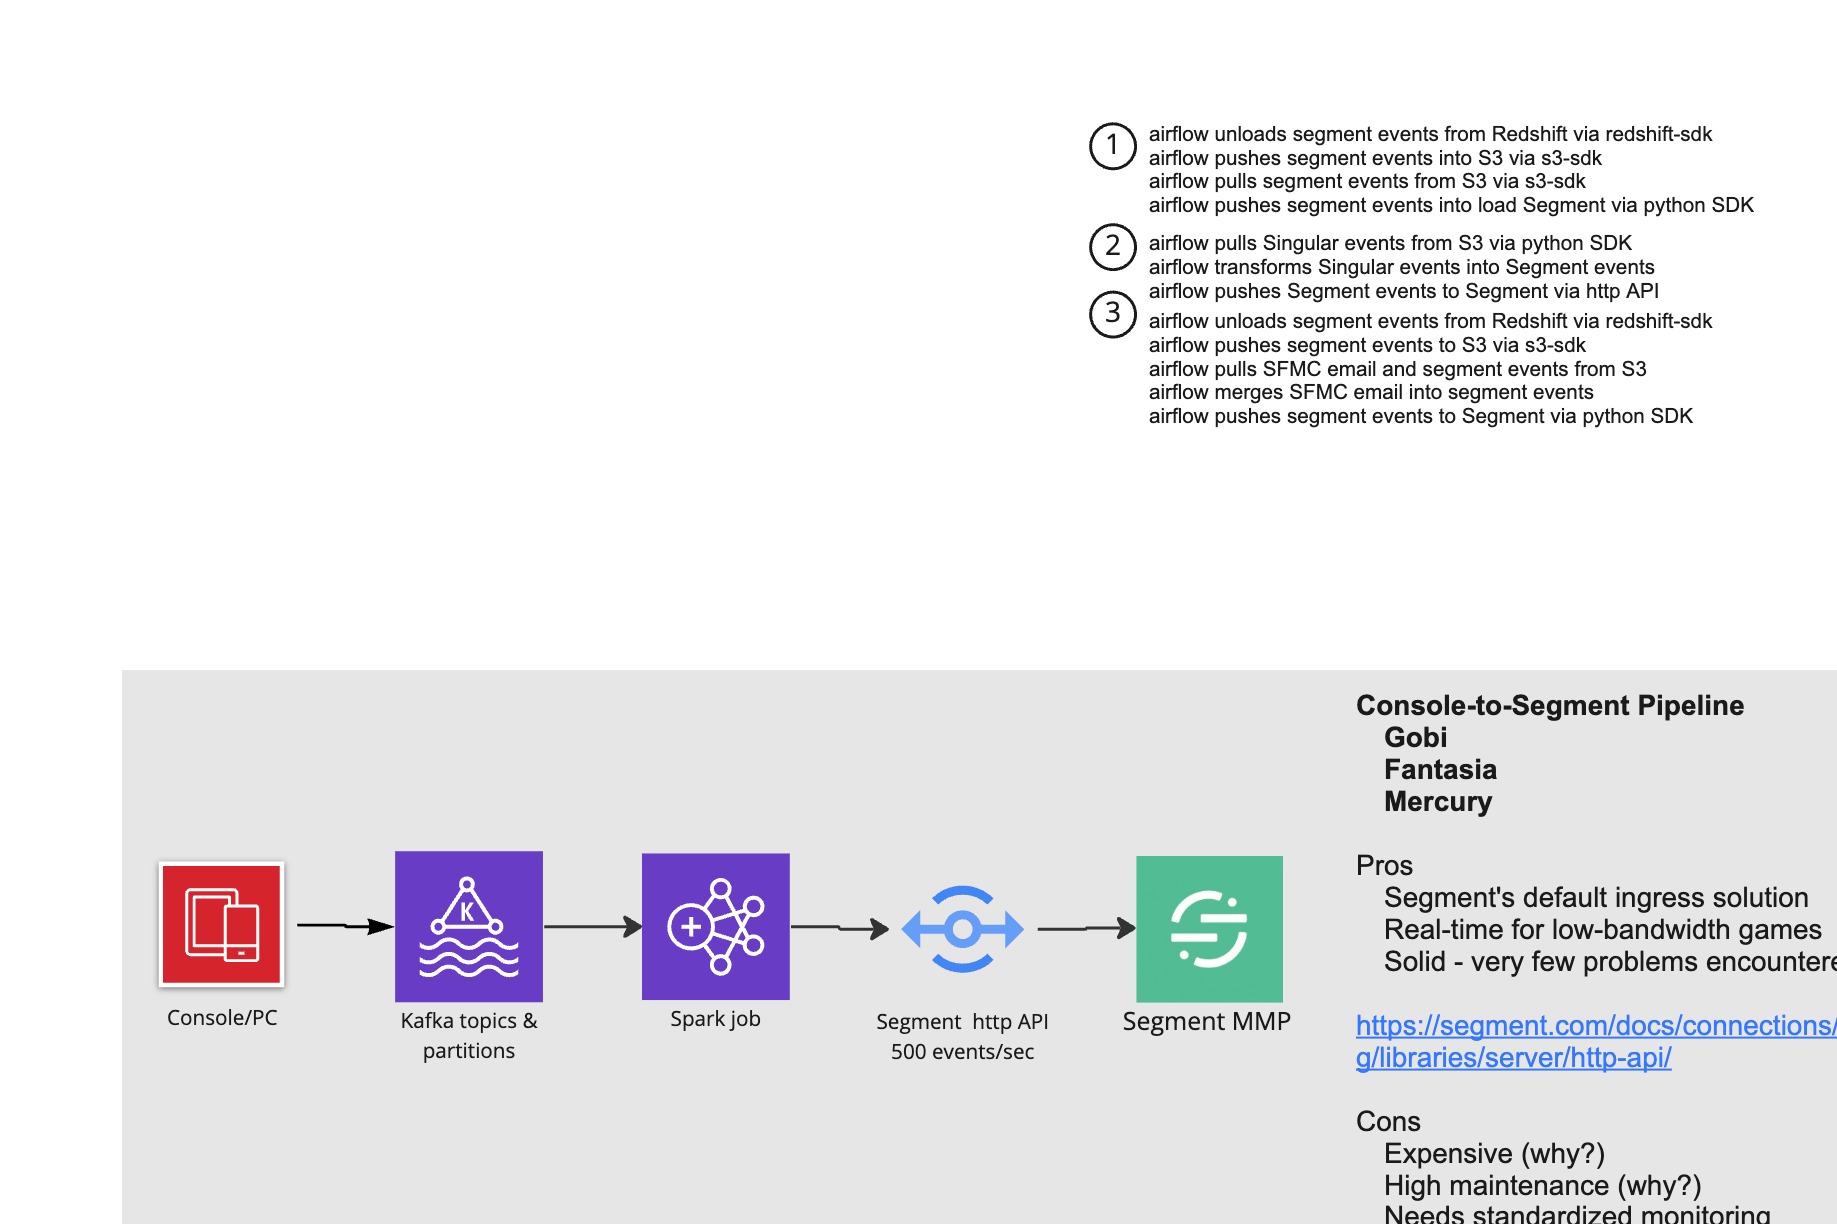 1
airflow unloads segment events from Redshift via redshift-sdk
airflow pushes segment events into S3 via s3-sdk
airflow pulls segment events from S3 via s3-sdk
airflow pushes segment events into load Segment via python SDK
2
airflow pulls Singular events from S3 via python SDK
airflow transforms Singular events into Segment events
airflow pushes Segment events to Segment via http API
3
airflow unloads segment events from Redshift via redshift-sdk
airflow pushes segment events to S3 via s3-sdk
airflow pulls SFMC email and segment events from S3
airflow merges SFMC email into segment events
airflow pushes segment events to Segment via python SDK
Console/PC
K
Kafka topics &
partitions
Spark job
Segment http API
500 events/sec
Segment MMP
Console-to-Segment Pipeline
Gobi
Fantasia
Mercury
Pros
Segment's default ingress solution
Real-time for low-bandwidth games
Solid - very few problems
https://segment.com/docs/connections/
g/libraries/server/http-api/
Cons
Expensive (why?)
High maintenance (why?)
Needs standardized monitoring